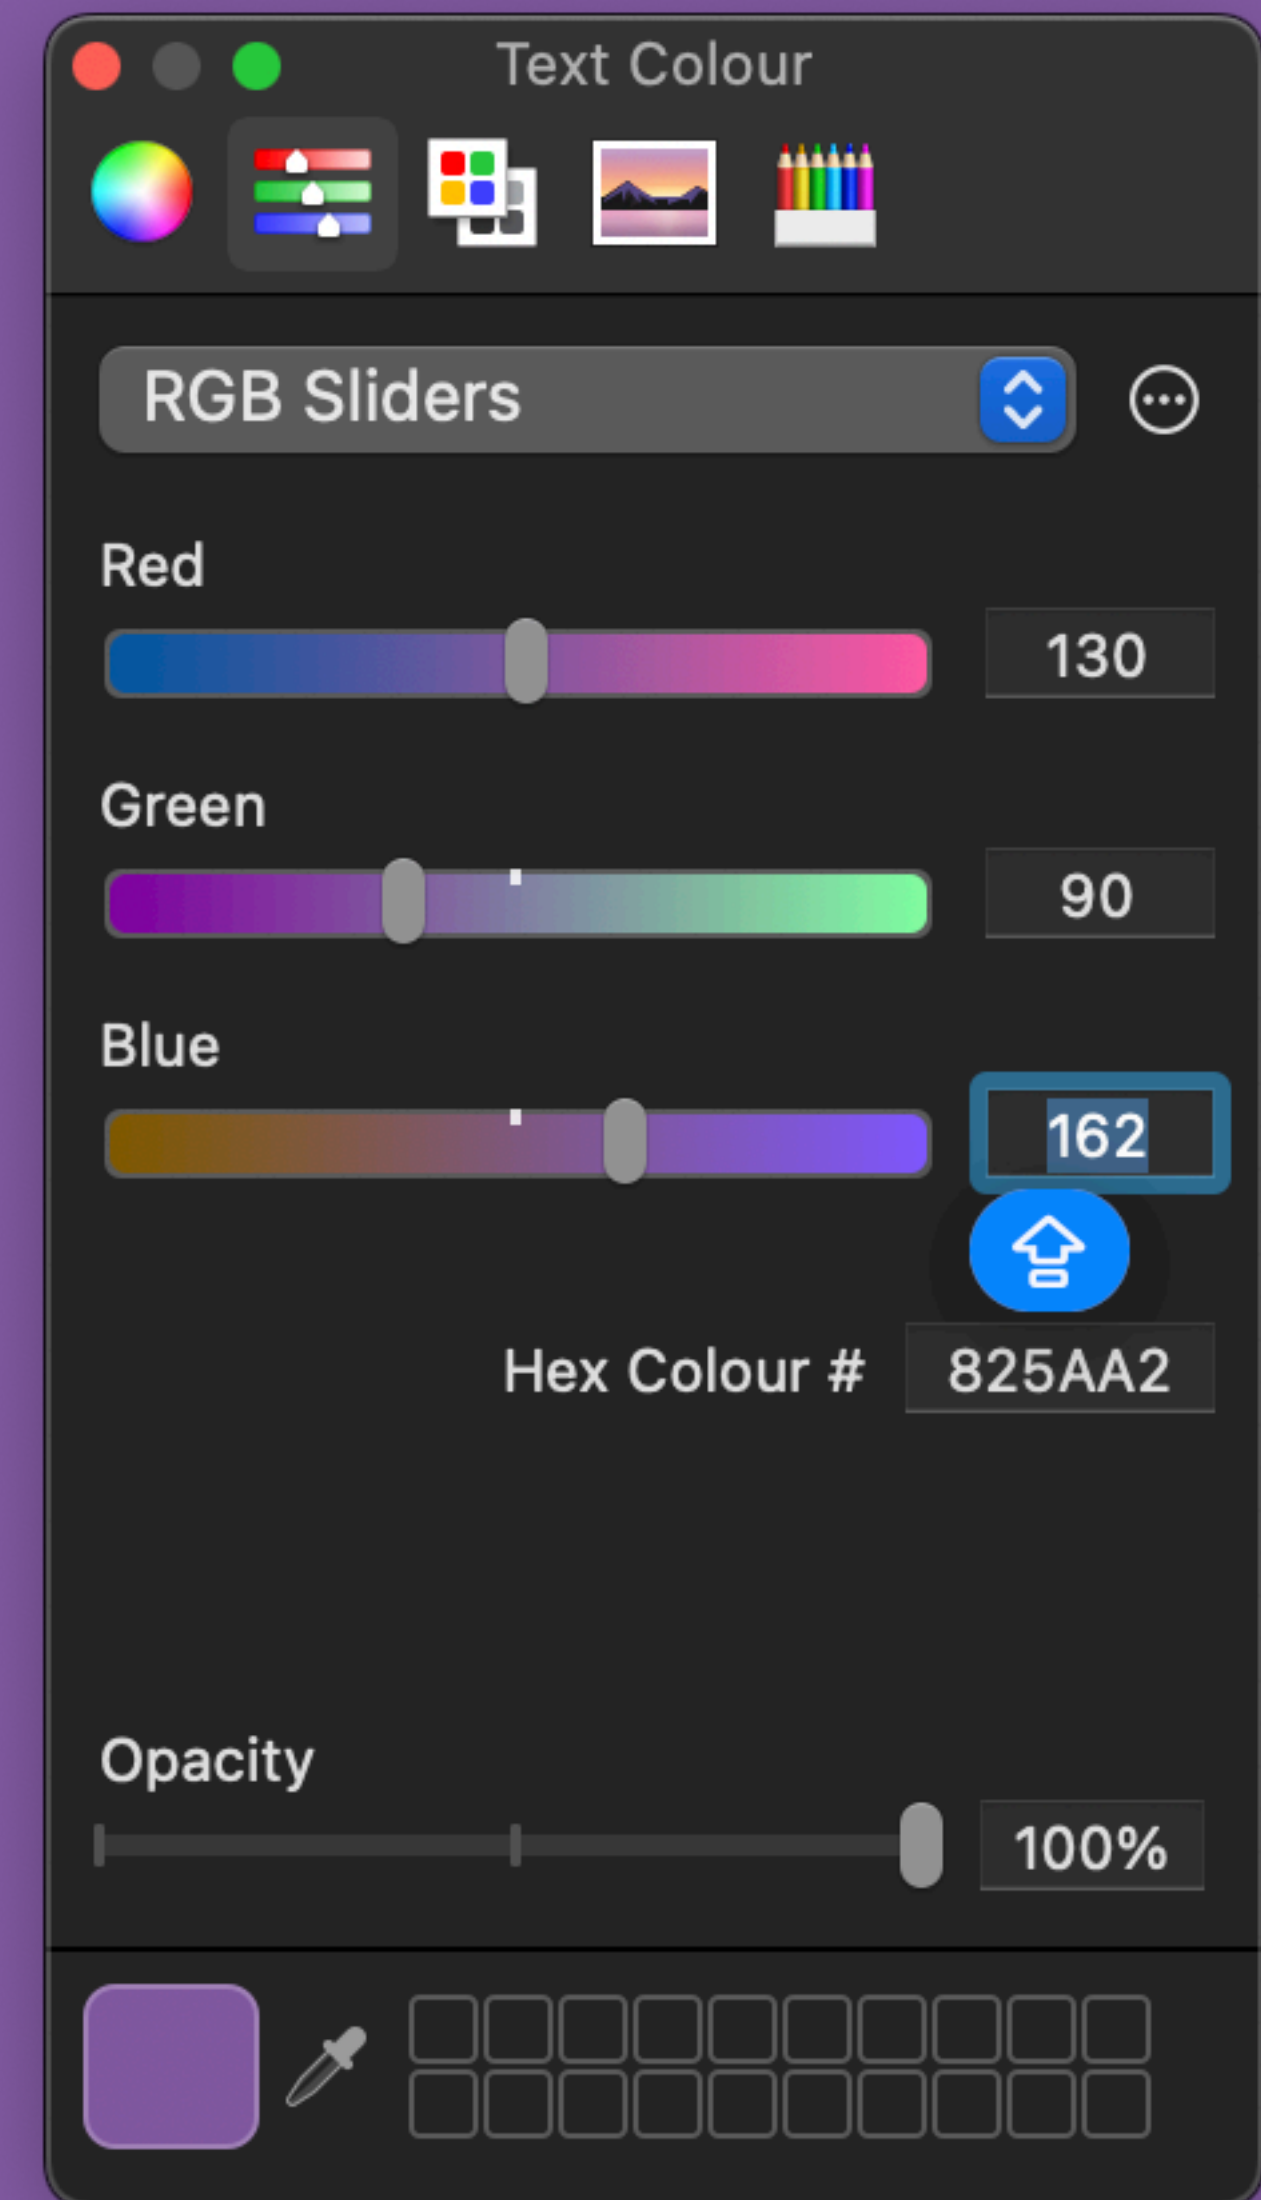 Text Colour
RGB Sliders
Red
130
Green
90
Blue
162
Hex Colour # 825AA2
Opacity
100%